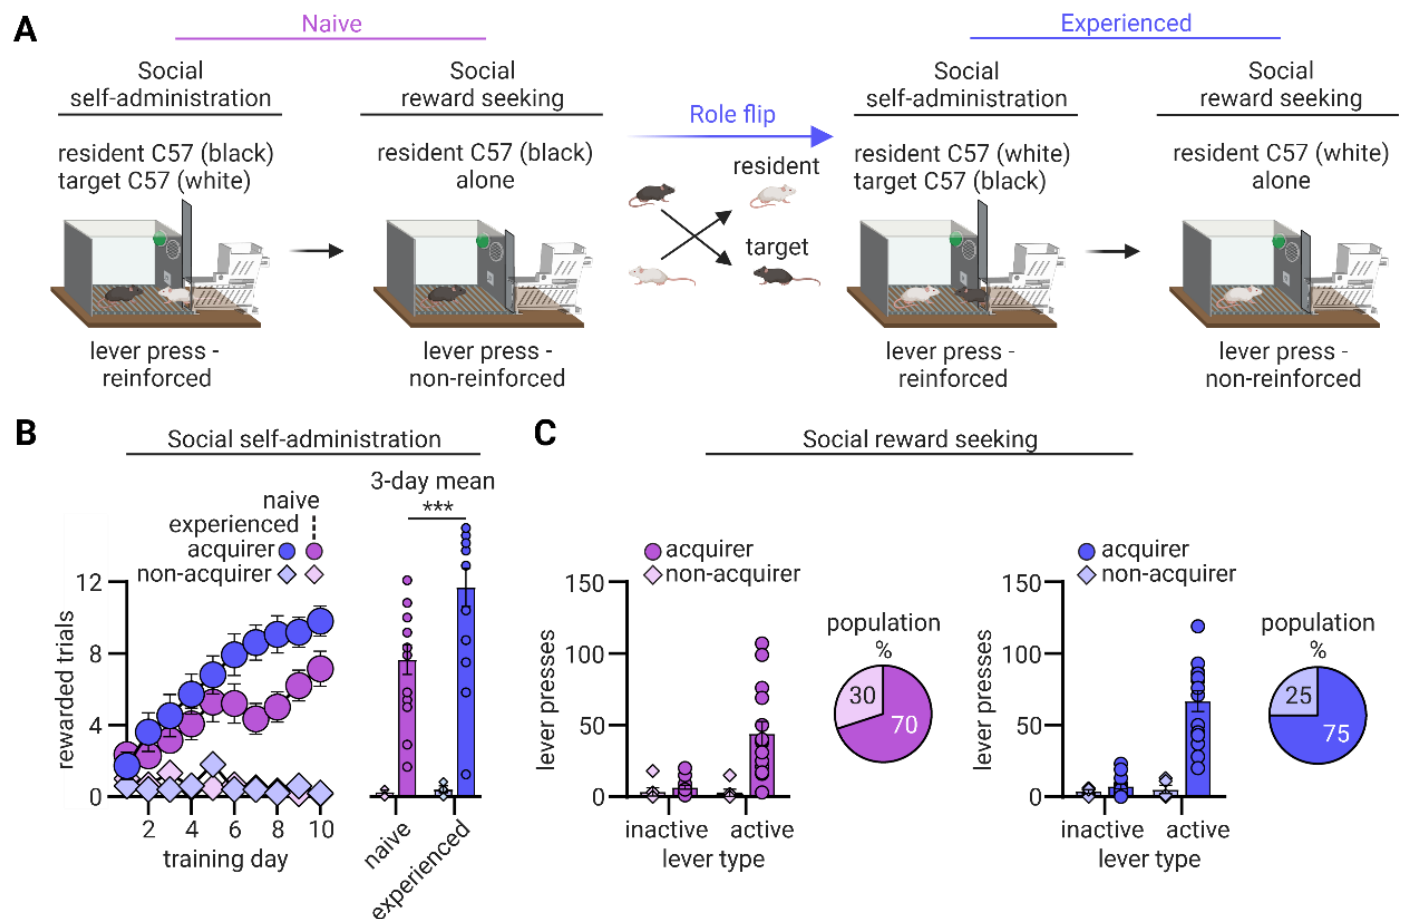 A
Naive
Experienced
Social
self-administration
Social
reward seeking
Role flip
Social
self-administration
Social
reward seeking
resident C57 (black)
target C57 (white)
resident C57 (black)
alone
resident
target
resident C57 (white)
target C57 (black)
resident C57 (white)
alone
lever press -
reinforced
lever press -
non-reinforced
lever press -
reinforced
lever press -
non-reinforced
B
Social self-administration
3-day mean
***
naive
experienced
acquirer
non-acquirer
rewarded trials
12
8
4
0
2 4 6 8 10
training day
naive
experienced
C
Social reward seeking
acquirer
non-acquirer
lever presses
150
100
50
0
inactive active
lever type
population
%
30
70
acquirer
non-acquirer
lever presses
150
100
50
0
inactive active
lever type
population
%
25
75